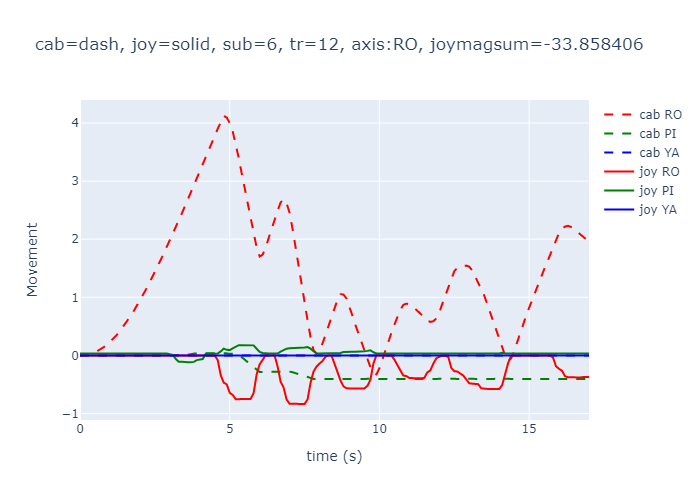 cab=dash, joy=solid, sub=6, tr=12, axis:RO, joymagsum=-33.858406
cab RO
cab PI
cab YA
joy RO
joy PI
joy YA
Movement
4
3
2
1
0
−1
0
5
10
15
time (s)